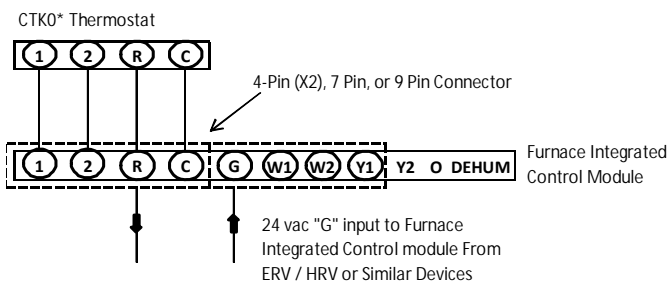 CTK0* Thermostat
1 2 R C
4-Pin (X2), 7 Pin, or 9 Pin Connector
1 2 R C G W1 W2 Y1 Y2 O DEHUM
Furnace Integrated
Control Module
24 vac "G" input to Furnace
Integrated Control module From
ERV / HRV or Similar Devices